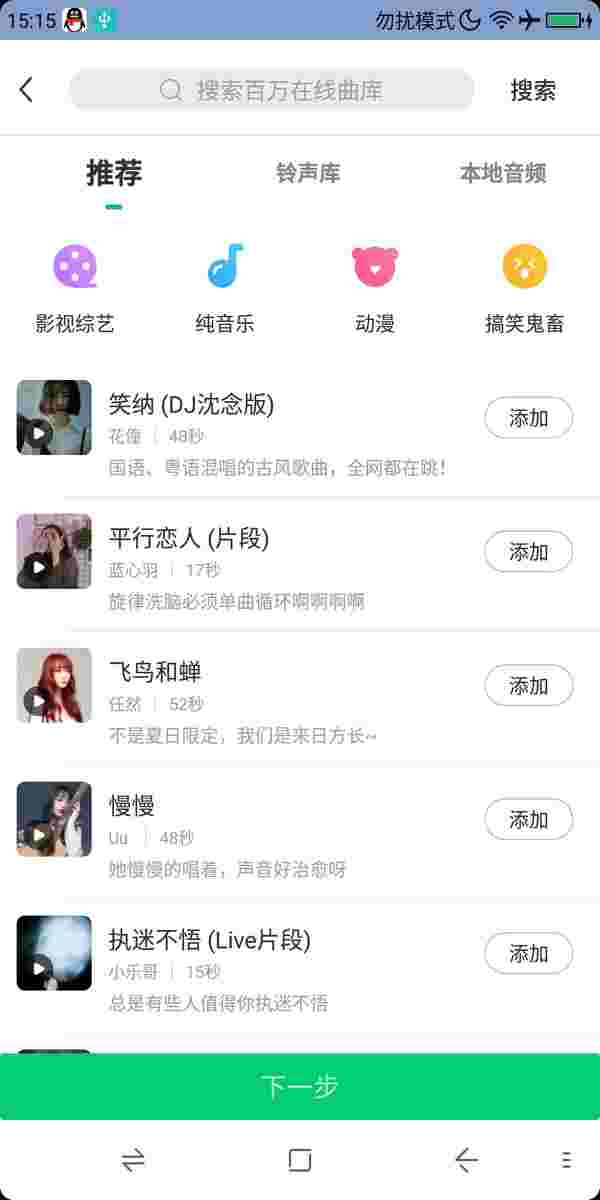 15:15 勿扰模式
搜索百万在线曲库 搜索
推荐 铃声库 本地音频
影视综艺 纯音乐 动漫 搞笑鬼畜
笑纳 (DJ沈念版)
添加
花僮 | 48秒
国语、粤语混唱的古风歌曲，全网都在跳！
平行恋人 (片段)
添加
蓝心羽 | 17秒
旋律洗脑必须单曲循环啊啊啊啊
飞鸟和蝉
添加
任然 | 52秒
不是夏日限定，我们是来日方长~
慢慢
添加
Uu | 48秒
她慢慢的唱着，声音好治愈呀
执迷不悟 (Live片段)
添加
小乐哥 | 15秒
总是有些人值得你执迷不悟
下一步